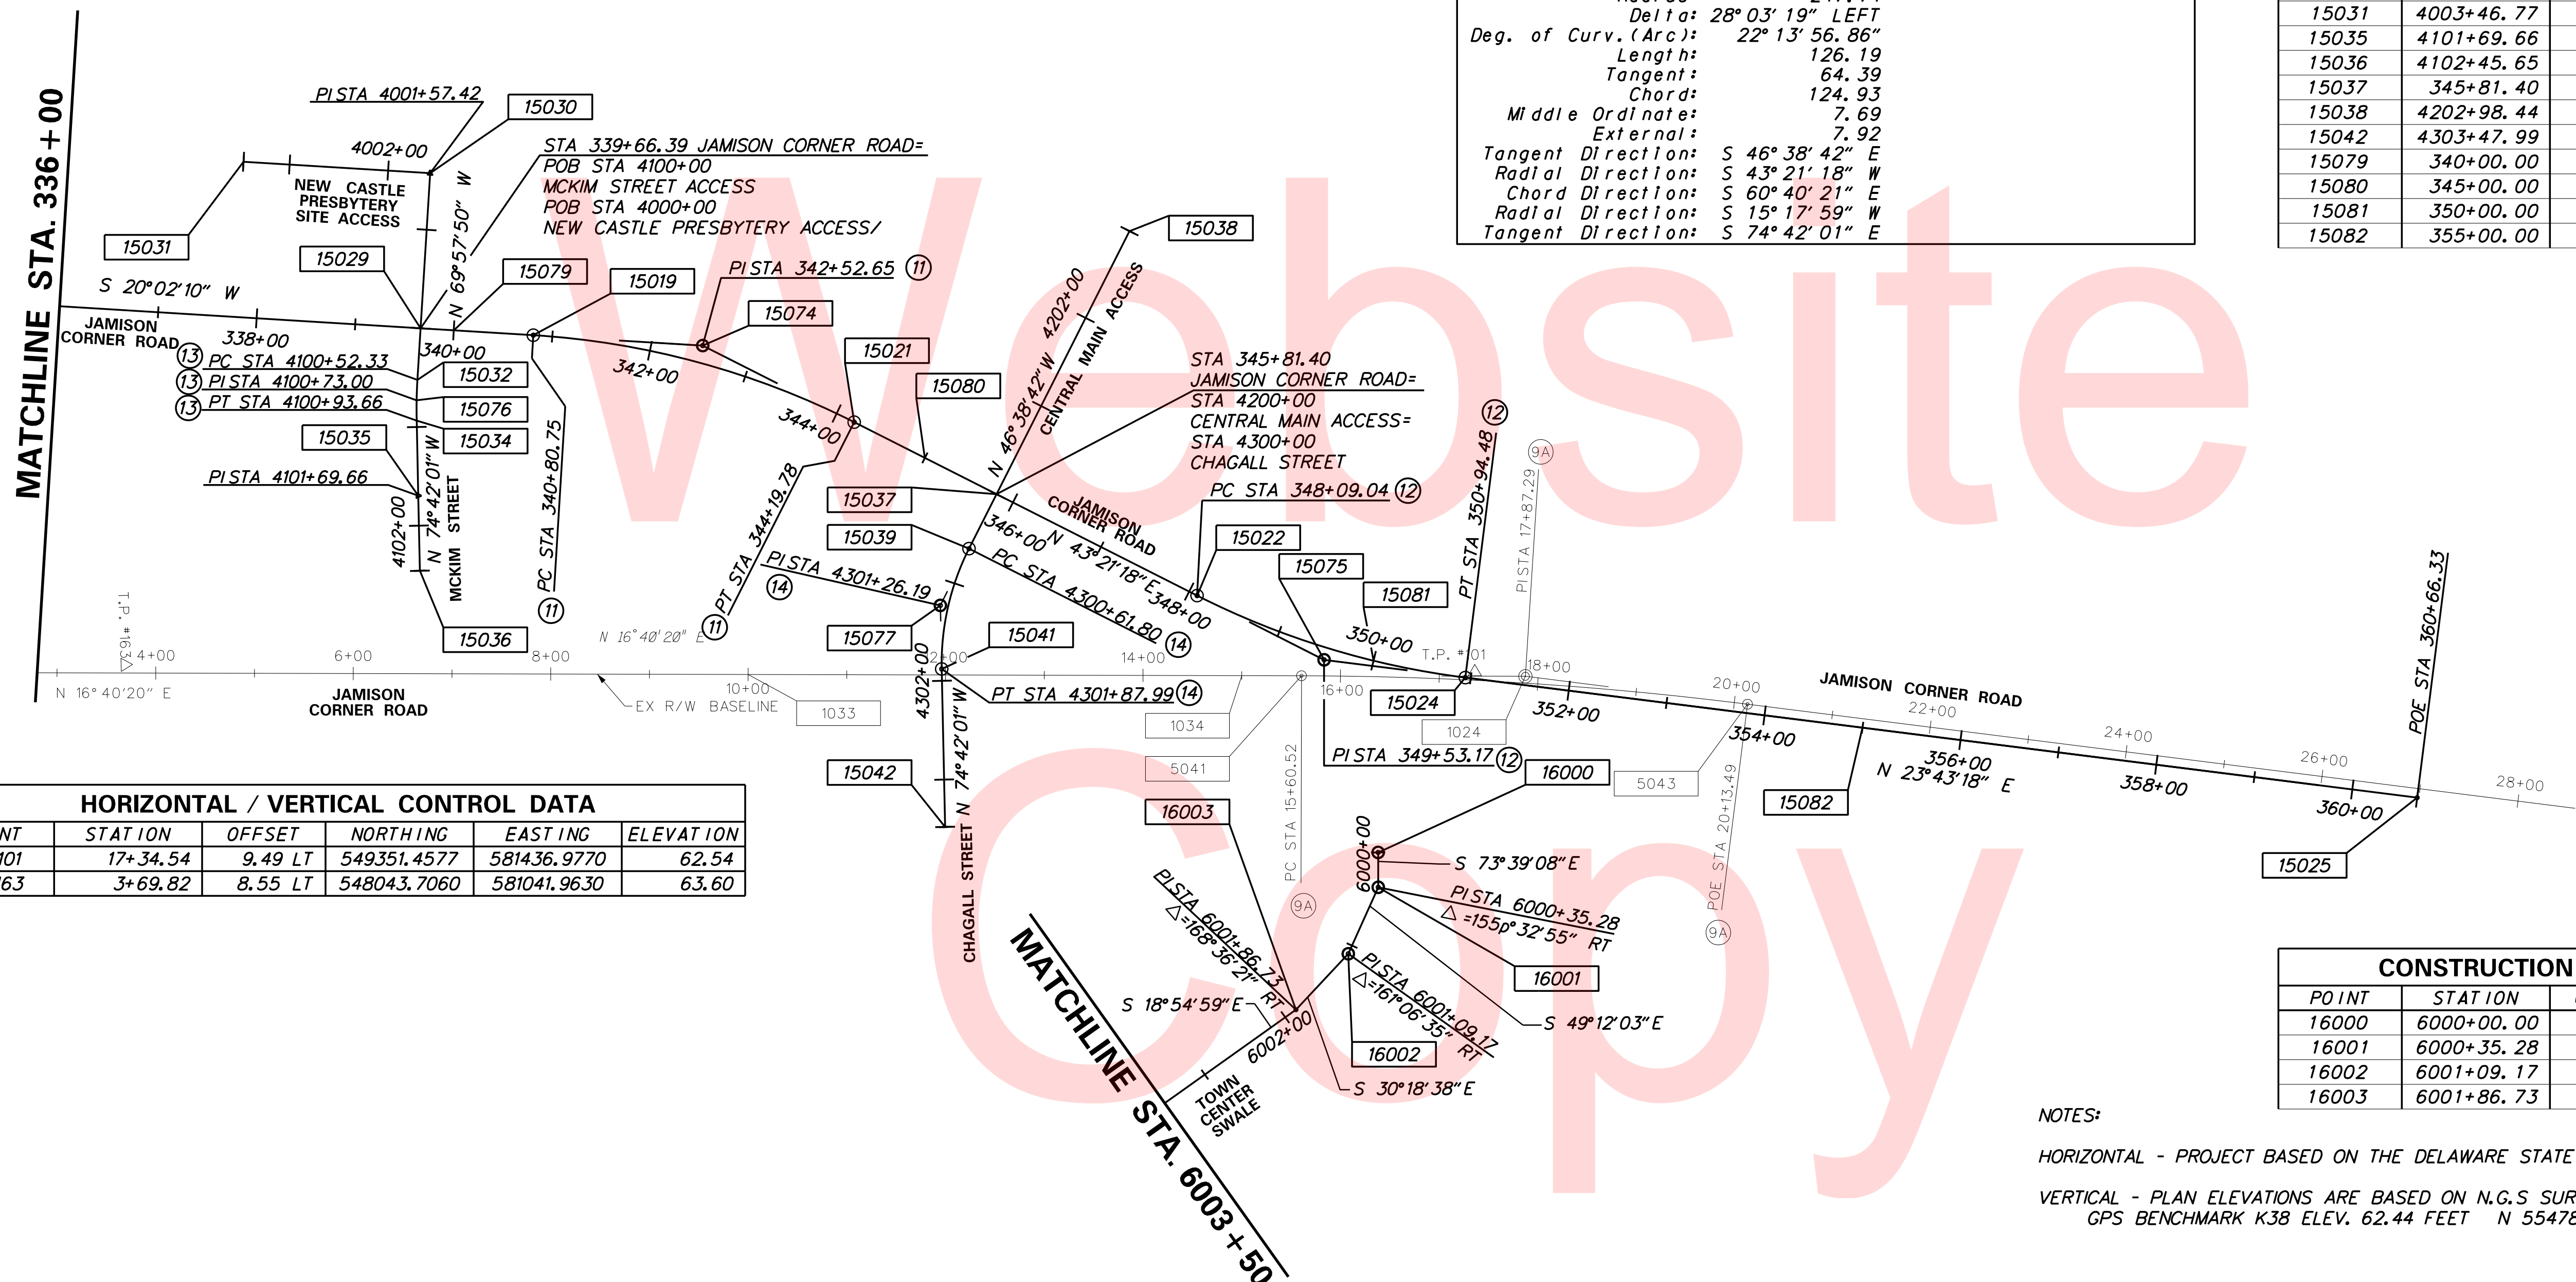 MATCHLINE STA. 336+00
PI STA 4001+57.42
15030
4002+00
NEW CASTLE
PRESBYTERY
SITE ACCESS
N 69°57'50" W
STA 339+66.39 JAMISON CORNER ROAD=
POB STA 4100+00
MCKIM STREET ACCESS
POB STA 4000+00
NEW CASTLE PRESBYTERY ACCESS/
15031
15029
15079
15019
PI STA 342+52.65 11
15074
S 20°02'10" W
JAMISON
CORNER ROAD
338+00
340+00
342+00
344+00
13 PC STA 4100+52.33
13 PI STA 4100+73.00
13 PT STA 4100+93.66
15032
15076
15034
15035
PI STA 4101+69.66
4102+00
N 74°42'01" W
MCKIM STREET
15036
PC STA 340+80.75
11
15021
15080
PT STA 344+19.78
11
15038
4202+00
N 46°38'42" W
CENTRAL MAIN ACCESS
STA 345+81.40
JAMISON CORNER ROAD=
STA 4200+00
CENTRAL MAIN ACCESS=
STA 4300+00
CHAGALL STREET
15037
15039
346+00
JAMISON
CORNER ROAD
N 43°21'18" E
348+00
PC STA 348+09.04 12
15022
15075
15081
350+00
PT STA 350+94.48 12
9A
PI STA 17+87.29
PI STA 4301+26.19
14
PC STA 4300+61.80 14
15077
15041
4302+00
PT STA 4301+87.99 14
15042
CHAGALL STREET
N 74°42'01" W
T.P. #163
4+00
6+00
8+00
10+00
2+00
14+00
16+00
18+00
20+00
22+00
24+00
26+00
28+00
N 16°40'20" E
N 16°40'20" E
JAMISON
CORNER ROAD
EX R/W BASELINE
1033
1034
5041
PC STA 15+60.52
9A
T.P. #101
15024
1024
PI STA 349+53.17 12
352+00
354+00
356+00
358+00
360+00
JAMISON CORNER ROAD
N 23°43'18" E
5043
POE STA 20+13.49
9A
15082
POE STA 360+66.33
15025
16000
16003
6000+00
S 73°39'08" E
PI STA 6000+35.28
△ =155p°32'55" RT
16001
PI STA 6001+86.73
△=168°36'21" RT
PI STA 6001+09.17
△=161°06'35" RT
S 49°12'03" E
S 18°54'59" E
6002+00
16002
S 30°18'38" E
TOWN
CENTER
SWALE
MATCHLINE STA. 6003+50
Delta: 28°03'19" LEFT
Deg. of Curv.(Arc): 22°13'56.86"
Length: 126.19
Tangent: 64.39
Chord: 124.93
Middle Ordinate: 7.69
External: 7.92
Tangent Direction: S 46°38'42" E
Radial Direction: S 43°21'18" W
Chord Direction: S 60°40'21" E
Radial Direction: S 15°17'59" W
Tangent Direction: S 74°42'01" E
15031 4003+46.77
15035 4101+69.66
15036 4102+45.65
15037 345+81.40
15038 4202+98.44
15042 4303+47.99
15079 340+00.00
15080 345+00.00
15081 350+00.00
15082 355+00.00
HORIZONTAL / VERTICAL CONTROL DATA
NT STATION OFFSET NORTHING EASTING ELEVATION
101 17+34.54 9.49 LT 549351.4577 581436.9770 62.54
63 3+69.82 8.55 LT 548043.7060 581041.9630 63.60
CONSTRUCTION
POINT STATION
16000 6000+00.00
16001 6000+35.28
16002 6001+09.17
16003 6001+86.73
NOTES:
HORIZONTAL - PROJECT BASED ON THE DELAWARE STATE
VERTICAL - PLAN ELEVATIONS ARE BASED ON N.G.S SUR
GPS BENCHMARK K38 ELEV. 62.44 FEET N 55478
Website
Copy